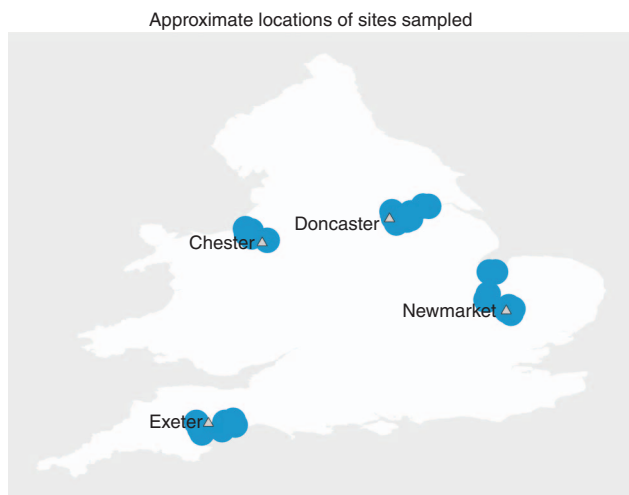 Approximate locations of sites sampled
Doncaster
Chester
Newmarket
Exeter